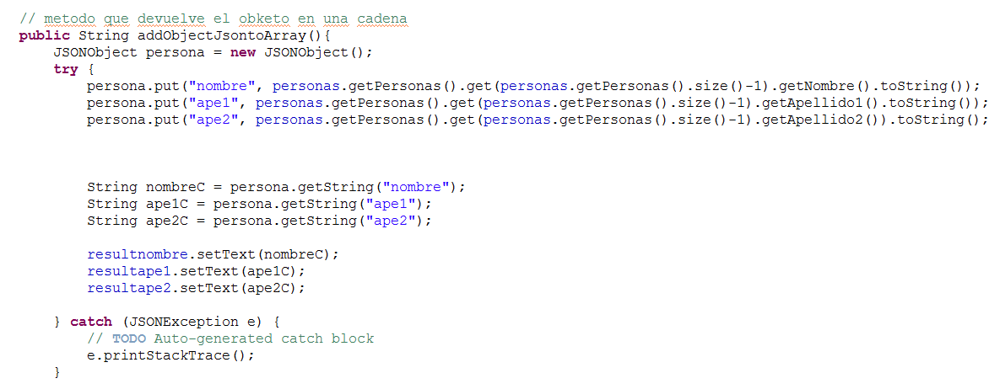 // metodo que devuelve el obketo en una cadena
public String addObjectJsontoArray(){
JSONObject persona = new JSONObject();
try {
persona.put("nombre", personas.getPersonas().get(personas.getPersonas().size()-1).getNombre().toString());
persona.put("ape1", personas.getPersonas().get(personas.getPersonas().size()-1).getApellido1().toString());
persona.put("ape2", personas.getPersonas().get(personas.getPersonas().size()-1).getApellido2()).toString();
String nombreC = persona.getString("nombre");
String ape1C = persona.getString("ape1");
String ape2C = persona.getString("ape2");
resultnombre.setText(nombreC);
resultape1.setText(ape1C);
resultape2.setText(ape2C);
} catch (JSONException e) {
// TODO Auto-generated catch block
e.printStackTrace();
}